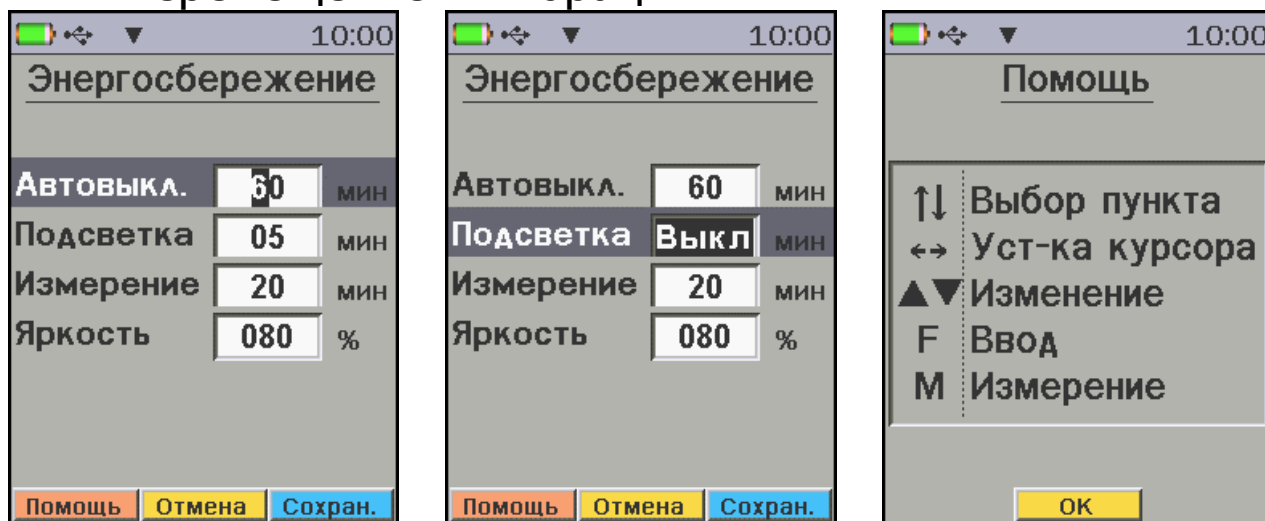 10:00
Энергосбережение
Автовыкл. 60 мин
Подсветка 05 мин
Измерение 20 мин
Яркость 080 %
Помощь Отмена Сохран.
10:00
Энергосбережение
Автовыкл. 60 мин
Подсветка Выкл мин
Измерение 20 мин
Яркость 080 %
Помощь Отмена Сохран.
10:00
Помощь
↑↓ Выбор пункта
←→ Уст-ка курсора
▲▼ Изменение
F Ввод
M Измерение
OK